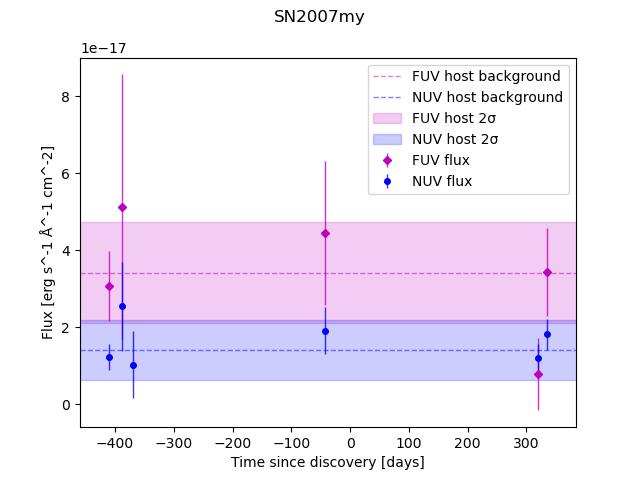 SN2007my
1e−17
FUV host background
NUV host background
FUV host 2σ
NUV host 2σ
FUV flux
NUV flux
Flux [erg s^-1 Å^-1 cm^-2]
8
6
4
2
0
−400 −300 −200 −100 0 100 200 300
Time since discovery [days]